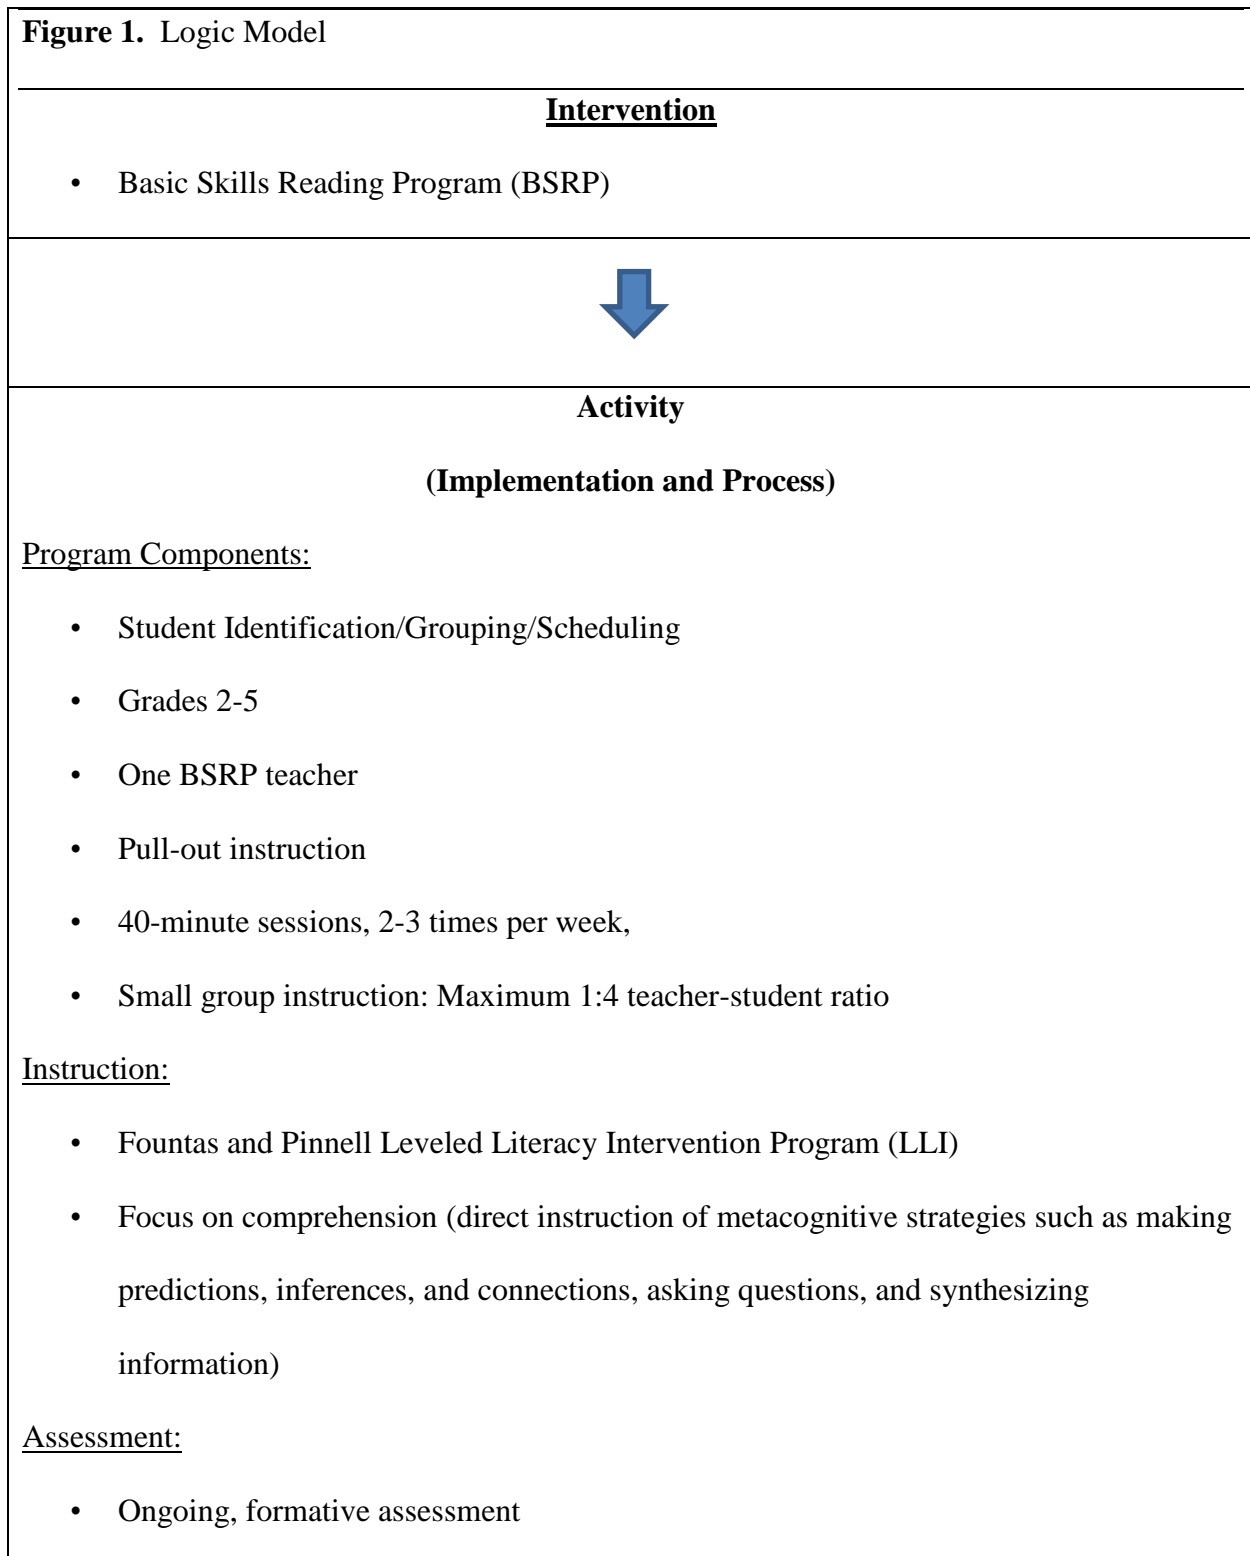 Figure 1.  Logic Model
Intervention
• Basic Skills Reading Program (BSRP)
Activity
(Implementation and Process)
Program Components:
• Student Identification/Grouping/Scheduling
• Grades 2-5
• One BSRP teacher
• Pull-out instruction
• 40-minute sessions, 2-3 times per week,
• Small group instruction: Maximum 1:4 teacher-student ratio
Instruction:
• Fountas and Pinnell Leveled Literacy Intervention Program (LLI)
• Focus on comprehension (direct instruction of metacognitive strategies such as making
predictions, inferences, and connections, asking questions, and synthesizing
information)
Assessment:
• Ongoing, formative assessment